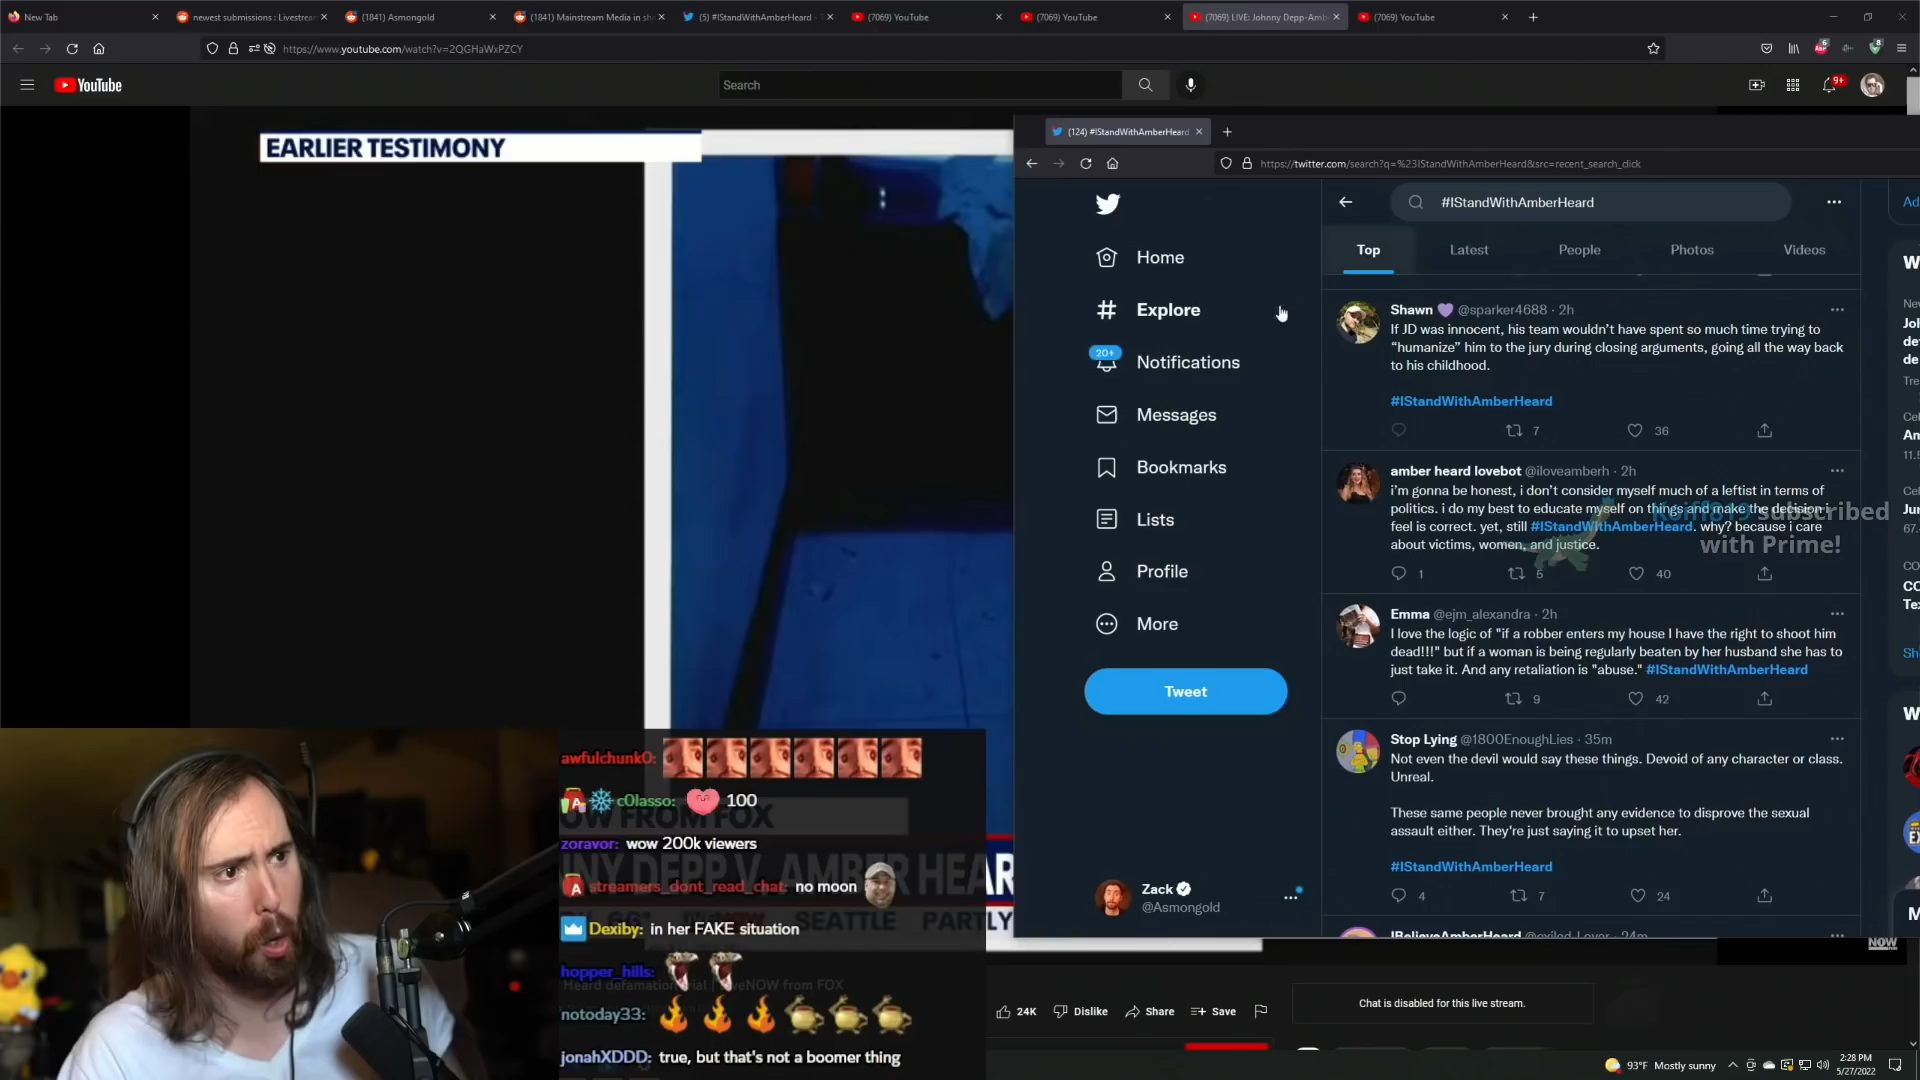 New Tab
newest submissions : Livestream
(1841) Asmongold
(1841) Mainstream Media in sh
(5) #IStandWithAmberHeard - T
(7069) YouTube
(7069) YouTube
(7069) LIVE: Johnny Depp-Amb
(7069) YouTube
https://www.youtube.com/watch?v=2QGHaWxPZCY
YouTube
Search
9+
EARLIER TESTIMONY
(124) #IStandWithAmberHeard
https://twitter.com/search?q=%23IStandWithAmberHeard&src=recent_search_click
#IStandWithAmberHeard
Top
Latest
People
Photos
Videos
Home
Explore
20+
Notifications
Messages
Bookmarks
Lists
Profile
More
Tweet
Zack
@Asmongold
Shawn 💜 @sparker4688 · 2h
If JD was innocent, his team wouldn't have spent so much time trying to
“humanize” him to the jury during closing arguments, going all the way back
to his childhood.
#IStandWithAmberHeard
7
36
amber heard lovebot @iloveamberh · 2h
i'm gonna be honest, i don't consider myself much of a leftist in terms of
politics. i do my best to educate myself on things and make the decision i
feel is correct. yet, still #IStandWithAmberHeard. why? because i care
about victims, women, and justice.
1
5
40
Koiff819 subscribed
with Prime!
Emma @ejm_alexandra · 2h
I love the logic of "if a robber enters my house I have the right to shoot him
dead!!!" but if a woman is being regularly beaten by her husband she has to
just take it. And any retaliation is "abuse." #IStandWithAmberHeard
9
42
Stop Lying @1800EnoughLies · 35m
Not even the devil would say these things. Devoid of any character or class.
Unreal.
These same people never brought any evidence to disprove the sexual
assault either. They're just saying it to upset her.
#IStandWithAmberHeard
4
7
24
IBelieveAmberHeard
awfulchunk0:
c0lasso: 100
zoravor: wow 200k viewers
streamers_dont_read_chat: no moon
Dexiby: in her FAKE situation
hopper_hills:
notoday33:
jonahXDDD: true, but that's not a boomer thing
OW FROM FOX
NNY DEPP V. AMBER HEAR
SEATTLE PARTLY
Heard defamation trial | LiveNOW from FOX
NOW
24K
Dislike
Share
Save
Chat is disabled for this live stream.
93°F Mostly sunny
2:28 PM
5/27/2022